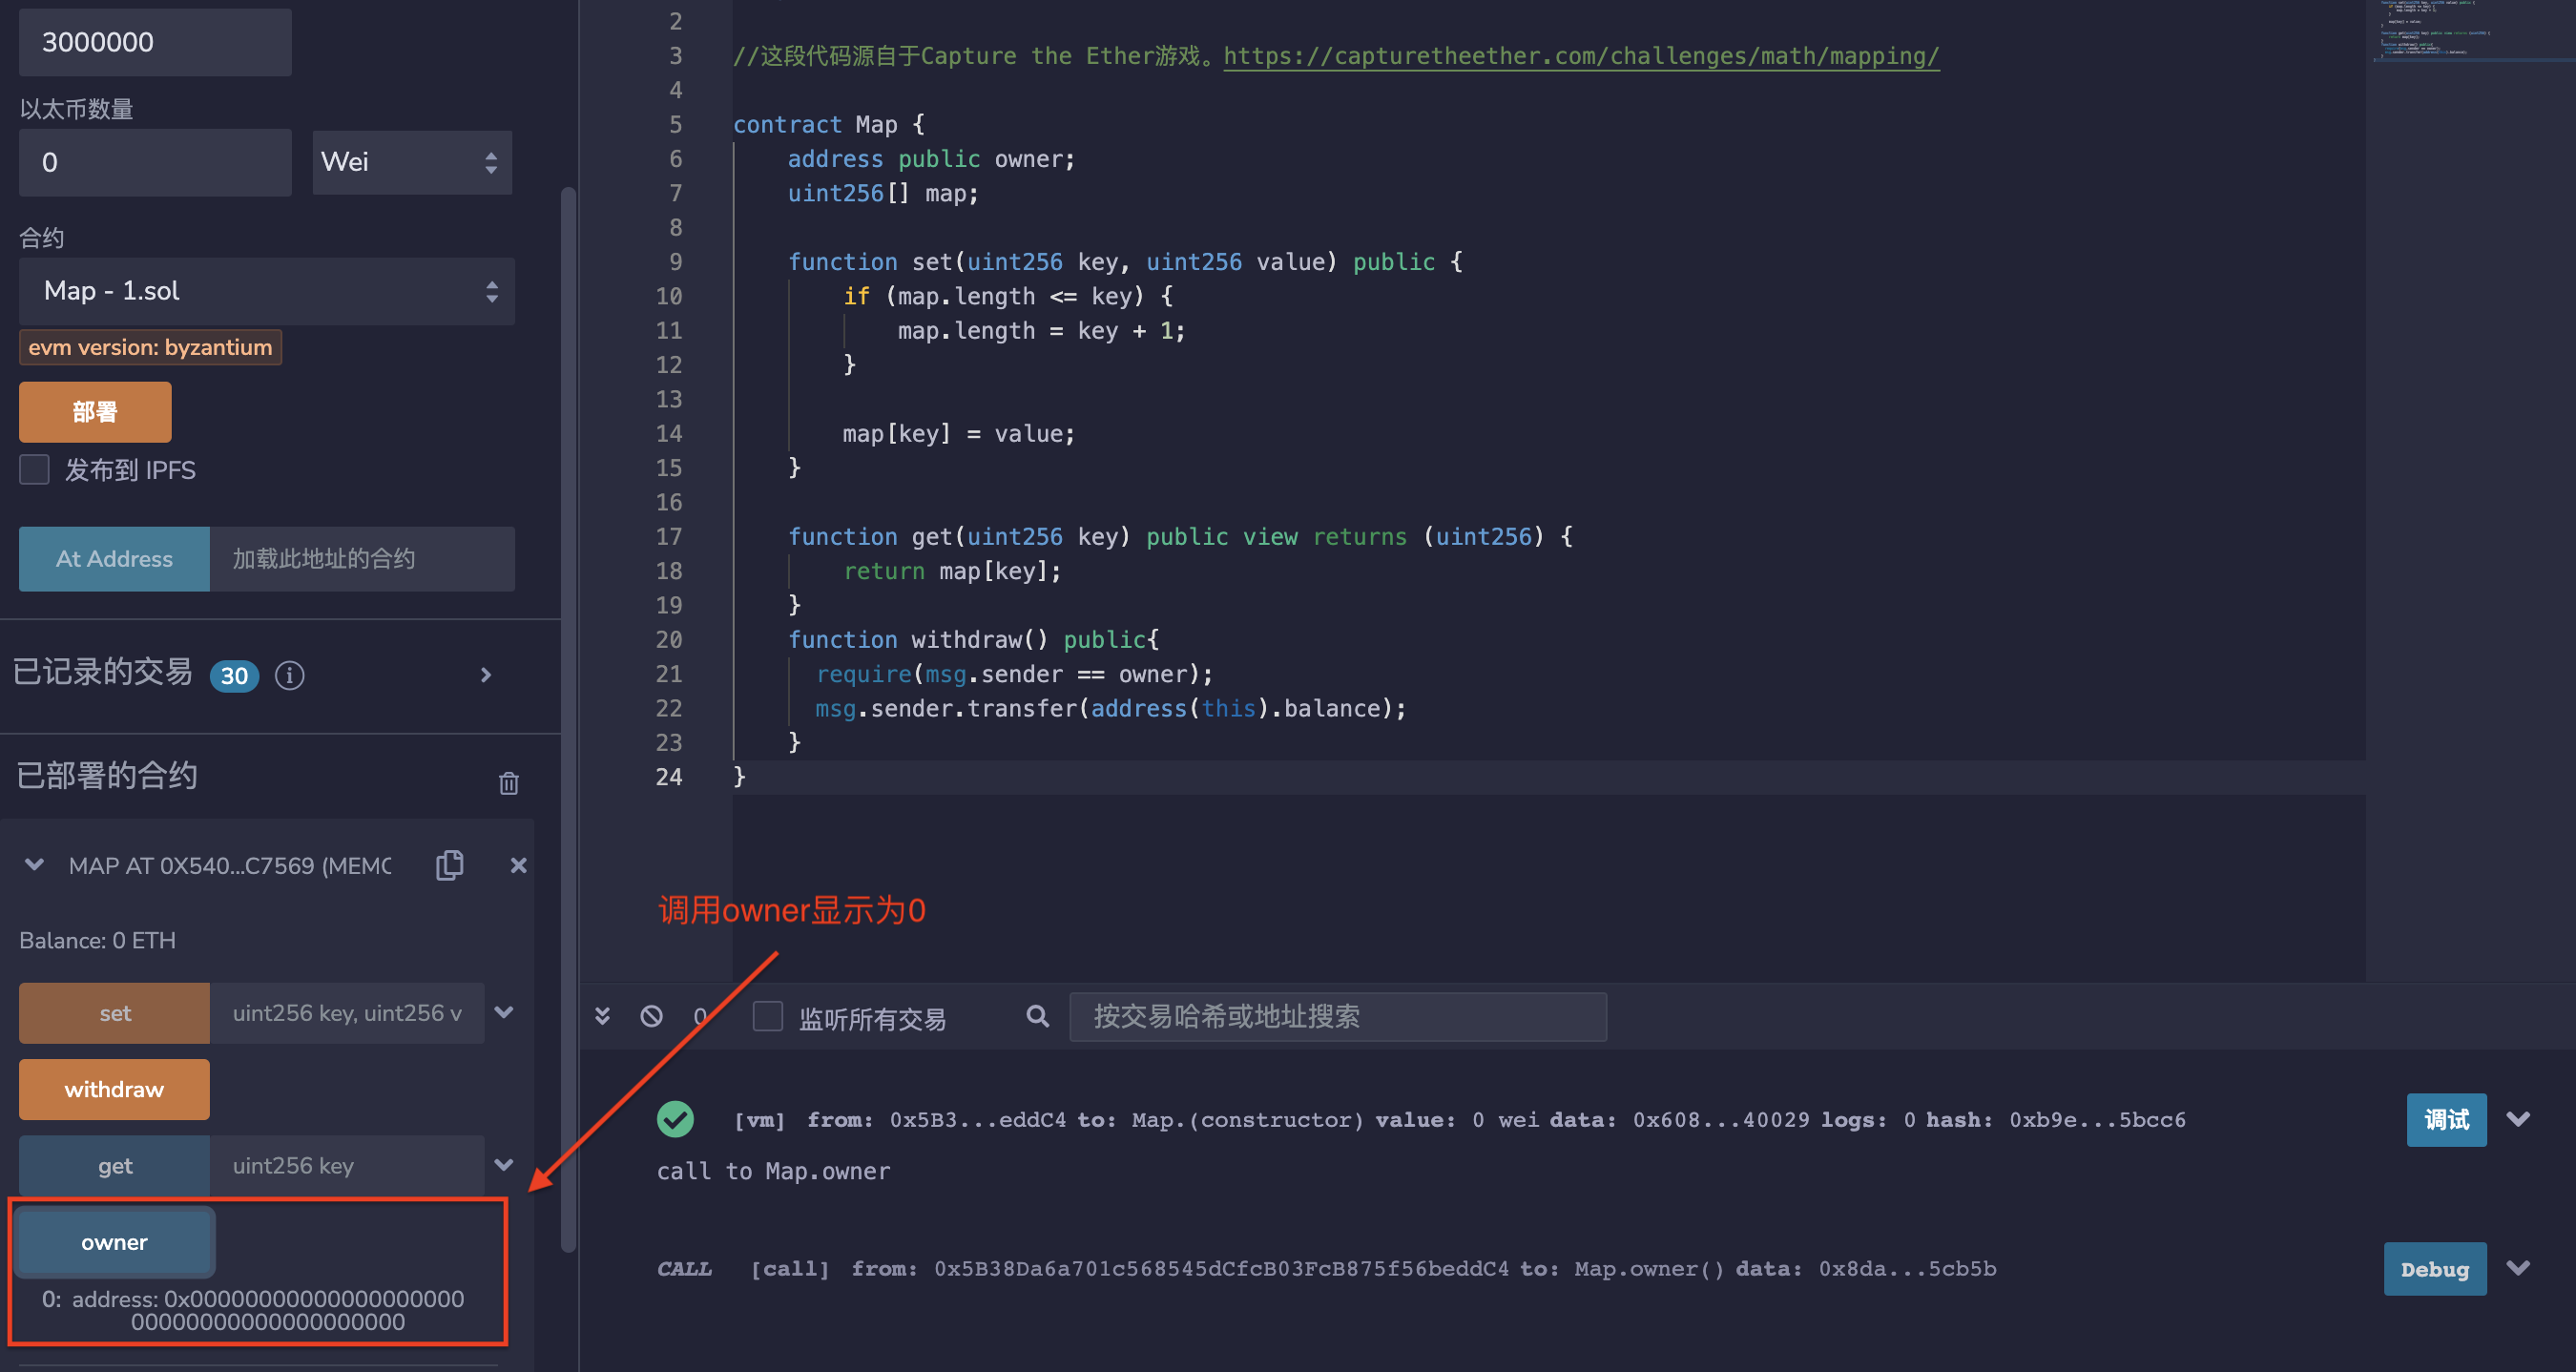 3000000
以太币数量
0
Wei
合约
Map - 1.sol
evm version: byzantium
部署
发布到 IPFS
At Address
加载此地址的合约
已记录的交易 30
已部署的合约
MAP AT 0X540...C7569 (MEMC
Balance: 0 ETH
set
uint256 key, uint256 v
withdraw
get
uint256 key
owner
0: address: 0x00000000000000000000
00000000000000000000
2
3 //这段代码源自于Capture the Ether游戏。https://capturetheether.com/challenges/math/mapping/
4
5 contract Map {
6 address public owner;
7 uint256[] map;
8
9 function set(uint256 key, uint256 value) public {
10 if (map.length <= key) {
11 map.length = key + 1;
12 }
13
14 map[key] = value;
15 }
16
17 function get(uint256 key) public view returns (uint256) {
18 return map[key];
19 }
20 function withdraw() public{
21 require(msg.sender == owner);
22 msg.sender.transfer(address(this).balance);
23 }
24 }
调用owner显示为0
0
监听所有交易
按交易哈希或地址搜索
[vm] from: 0x5B3...eddC4 to: Map.(constructor) value: 0 wei data: 0x608...40029 logs: 0 hash: 0xb9e...5bcc6
调试
call to Map.owner
CALL [call] from: 0x5B38Da6a701c568545dCfcB03FcB875f56beddC4 to: Map.owner() data: 0x8da...5cb5b
Debug